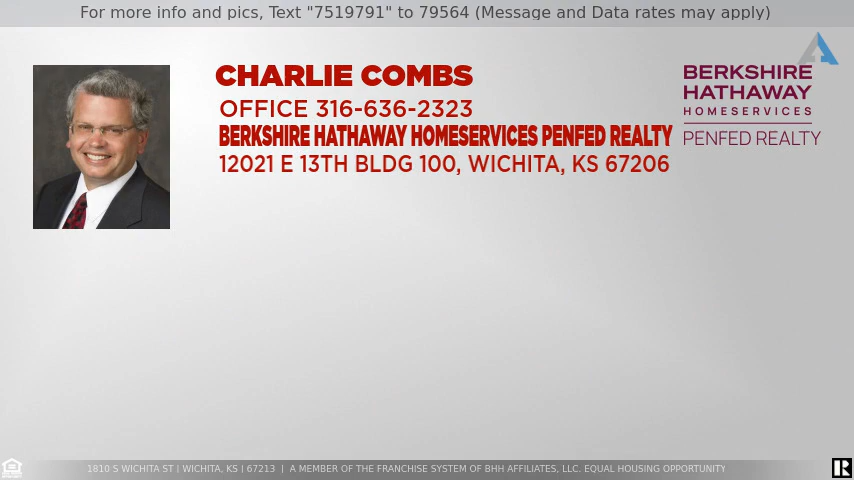 For more info and pics, Text "7519791" to 79564 (Message and Data rates may apply)
CHARLIE COMBS
OFFICE 316-636-2323
BERKSHIRE HATHAWAY HOMESERVICES PENFED REALTY
12021 E 13TH BLDG 100, WICHITA, KS 67206
BERKSHIRE
HATHAWAY
HOMESERVICES
PENFED REALTY
1810 S WICHITA ST | WICHITA, KS | 67213 | A MEMBER OF THE FRANCHISE SYSTEM OF BHH AFFILIATES, LLC. EQUAL HOUSING OPPORTUNITY